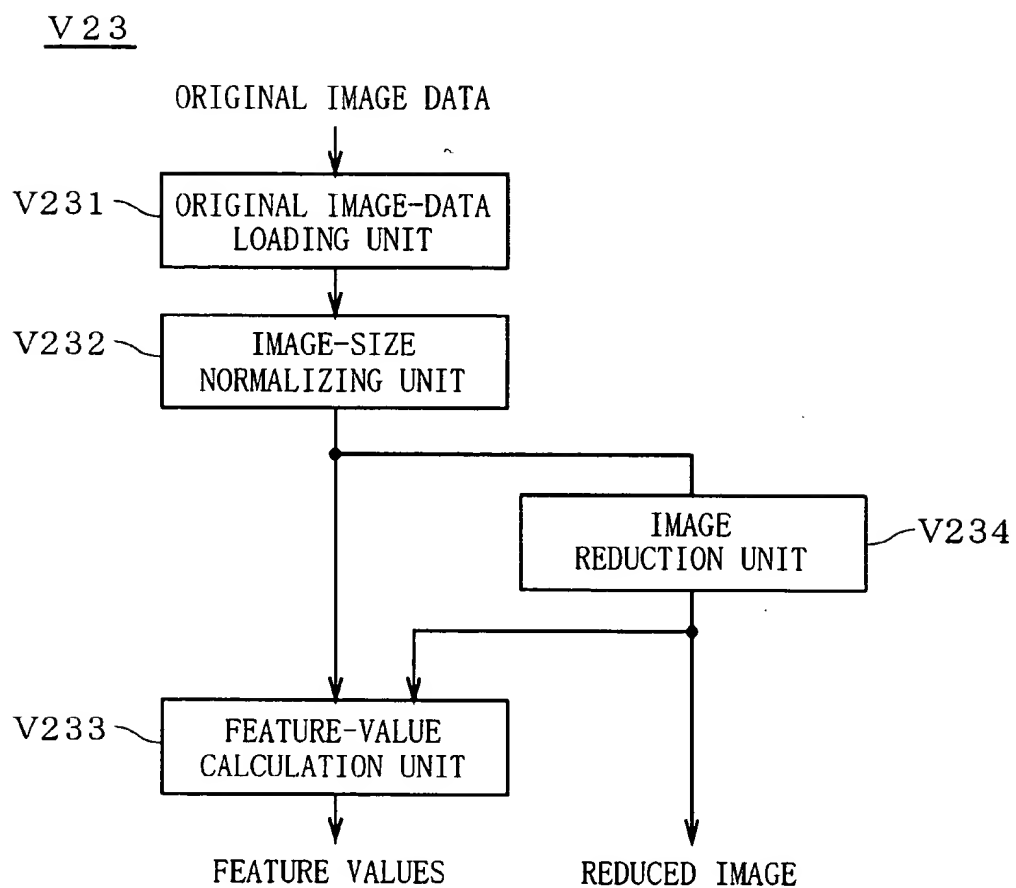 V23
ORIGINAL IMAGE DATA
V231
ORIGINAL IMAGE-DATA
LOADING UNIT
V232
IMAGE-SIZE
NORMALIZING UNIT
IMAGE
REDUCTION UNIT
V234
V233
FEATURE-VALUE
CALCULATION UNIT
FEATURE VALUES
REDUCED IMAGE